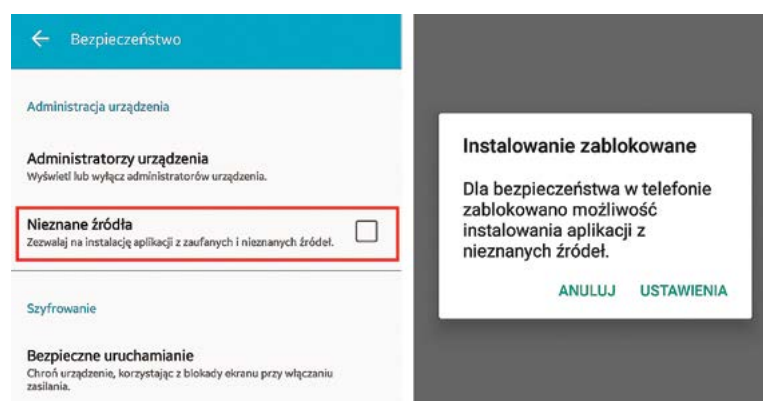 Bezpieczeństwo
Administracja urządzenia
Administratorzy urządzenia
Wyświetl lub wyłącz administratorów urządzenia.
Nieznane źródła
Zezwalaj na instalację aplikacji z zaufanych i nieznanych źródeł.
Szyfrowanie
Bezpieczne uruchamianie
Chroń urządzenie, korzystając z blokady ekranu przy włączaniu
zasilania.
Instalowanie zablokowane
Dla bezpieczeństwa w telefonie
zablokowano możliwość
instalowania aplikacji z
nieznanych źródeł.
ANULUJ USTAWIENIA